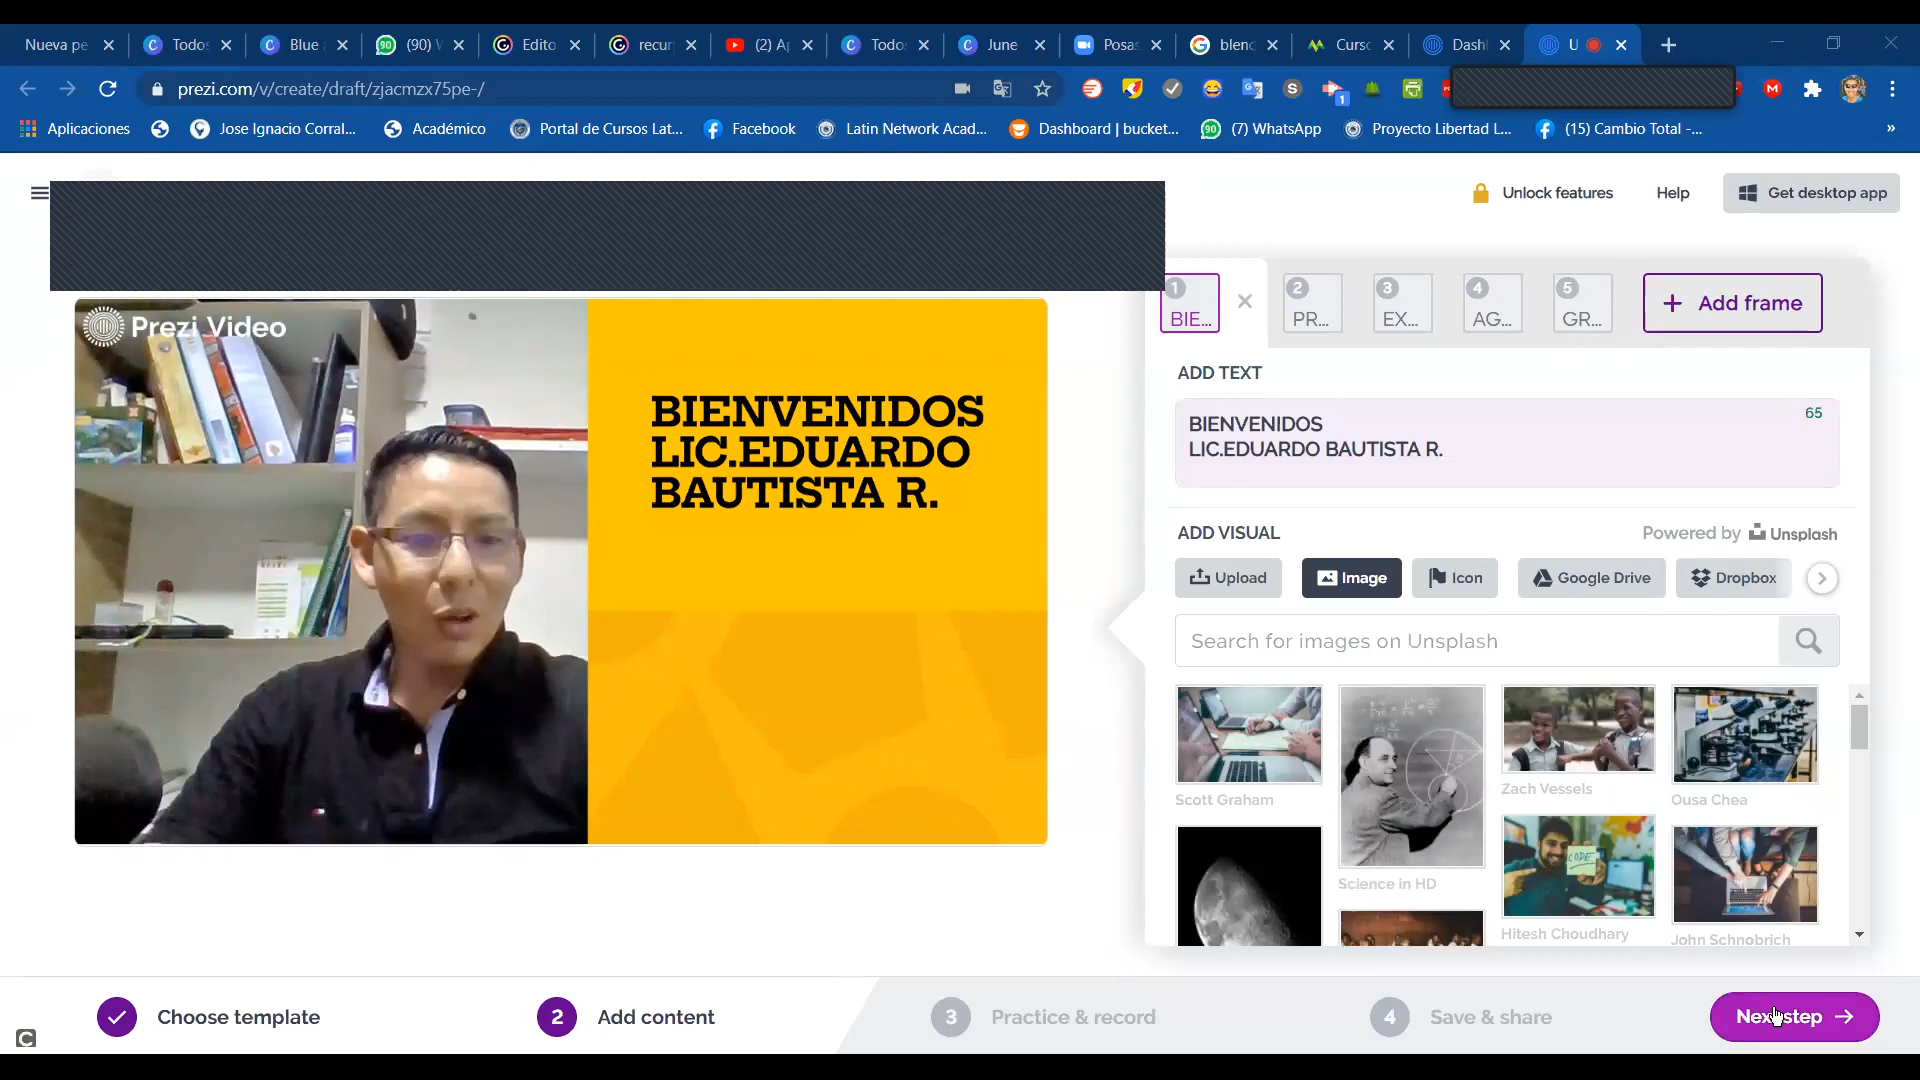 Nueva pe
Todo
Blue
(90) W
Edito
recur
(2) A
Todo
June
Posas
blenc
Curso
Dashl
U
prezi.com/v/create/draft/zjacmzx75pe-/
Aplicaciones
Jose Ignacio Corral...
Académico
Portal de Cursos Lat...
Facebook
Latin Network Acad...
Dashboard | bucket...
(7) WhatsApp
Proyecto Libertad L...
(15) Cambio Total -...
»
Unlock features
Help
Get desktop app
1
BIE...
2
PR...
3
EX...
4
AG...
5
GR...
+ Add frame
Prezi Video
BIENVENIDOS
LIC.EDUARDO
BAUTISTA R.
ADD TEXT
65
BIENVENIDOS
LIC.EDUARDO BAUTISTA R.
ADD VISUAL
Powered by Unsplash
Upload
Image
Icon
Google Drive
Dropbox
Search for images on Unsplash
Scott Graham
Science in HD
Zach Vessels
Ousa Chea
CODE
Hitesh Choudhary
John Schnobrich
Choose template
2 Add content
3 Practice & record
4 Save & share
Next step